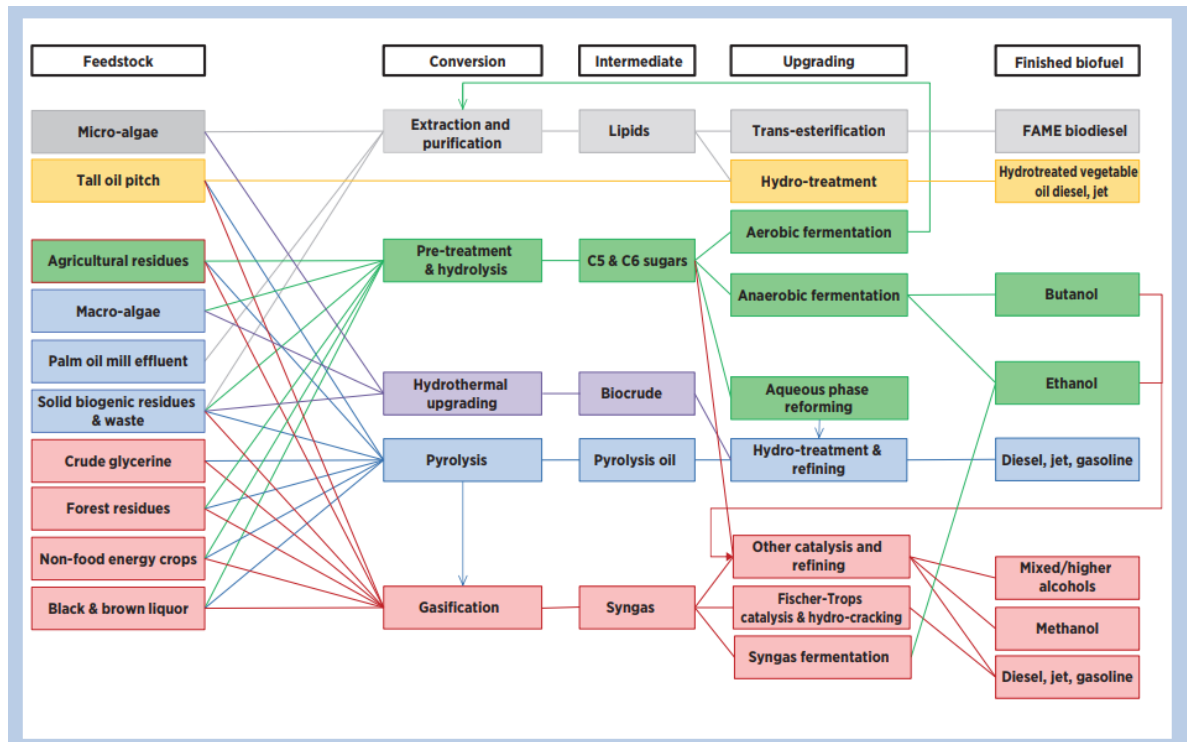 Feedstock
Conversion
Intermediate
Upgrading
Finished biofuel
Micro-algae
Extraction and
purification
Lipids
Trans-esterification
FAME biodiesel
Tall oil pitch
Hydro-treatment
Hydrotreated vegetable
oil diesel, jet
Aerobic fermentation
Agricultural residues
Pre-treatment
& hydrolysis
C5 & C6 sugars
Anaerobic fermentation
Butanol
Macro-algae
Palm oil mill effluent
Ethanol
Solid biogenic residues
& waste
Hydrothermal
upgrading
Biocrude
Aqueous phase
reforming
Crude glycerine
Pyrolysis
Pyrolysis oil
Hydro-treatment &
refining
Diesel, jet, gasoline
Forest residues
Non-food energy crops
Other catalysis and
refining
Mixed/higher
alcohols
Black & brown liquor
Gasification
Syngas
Fischer-Trops
catalysis & hydro-cracking
Methanol
Syngas fermentation
Diesel, jet, gasoline